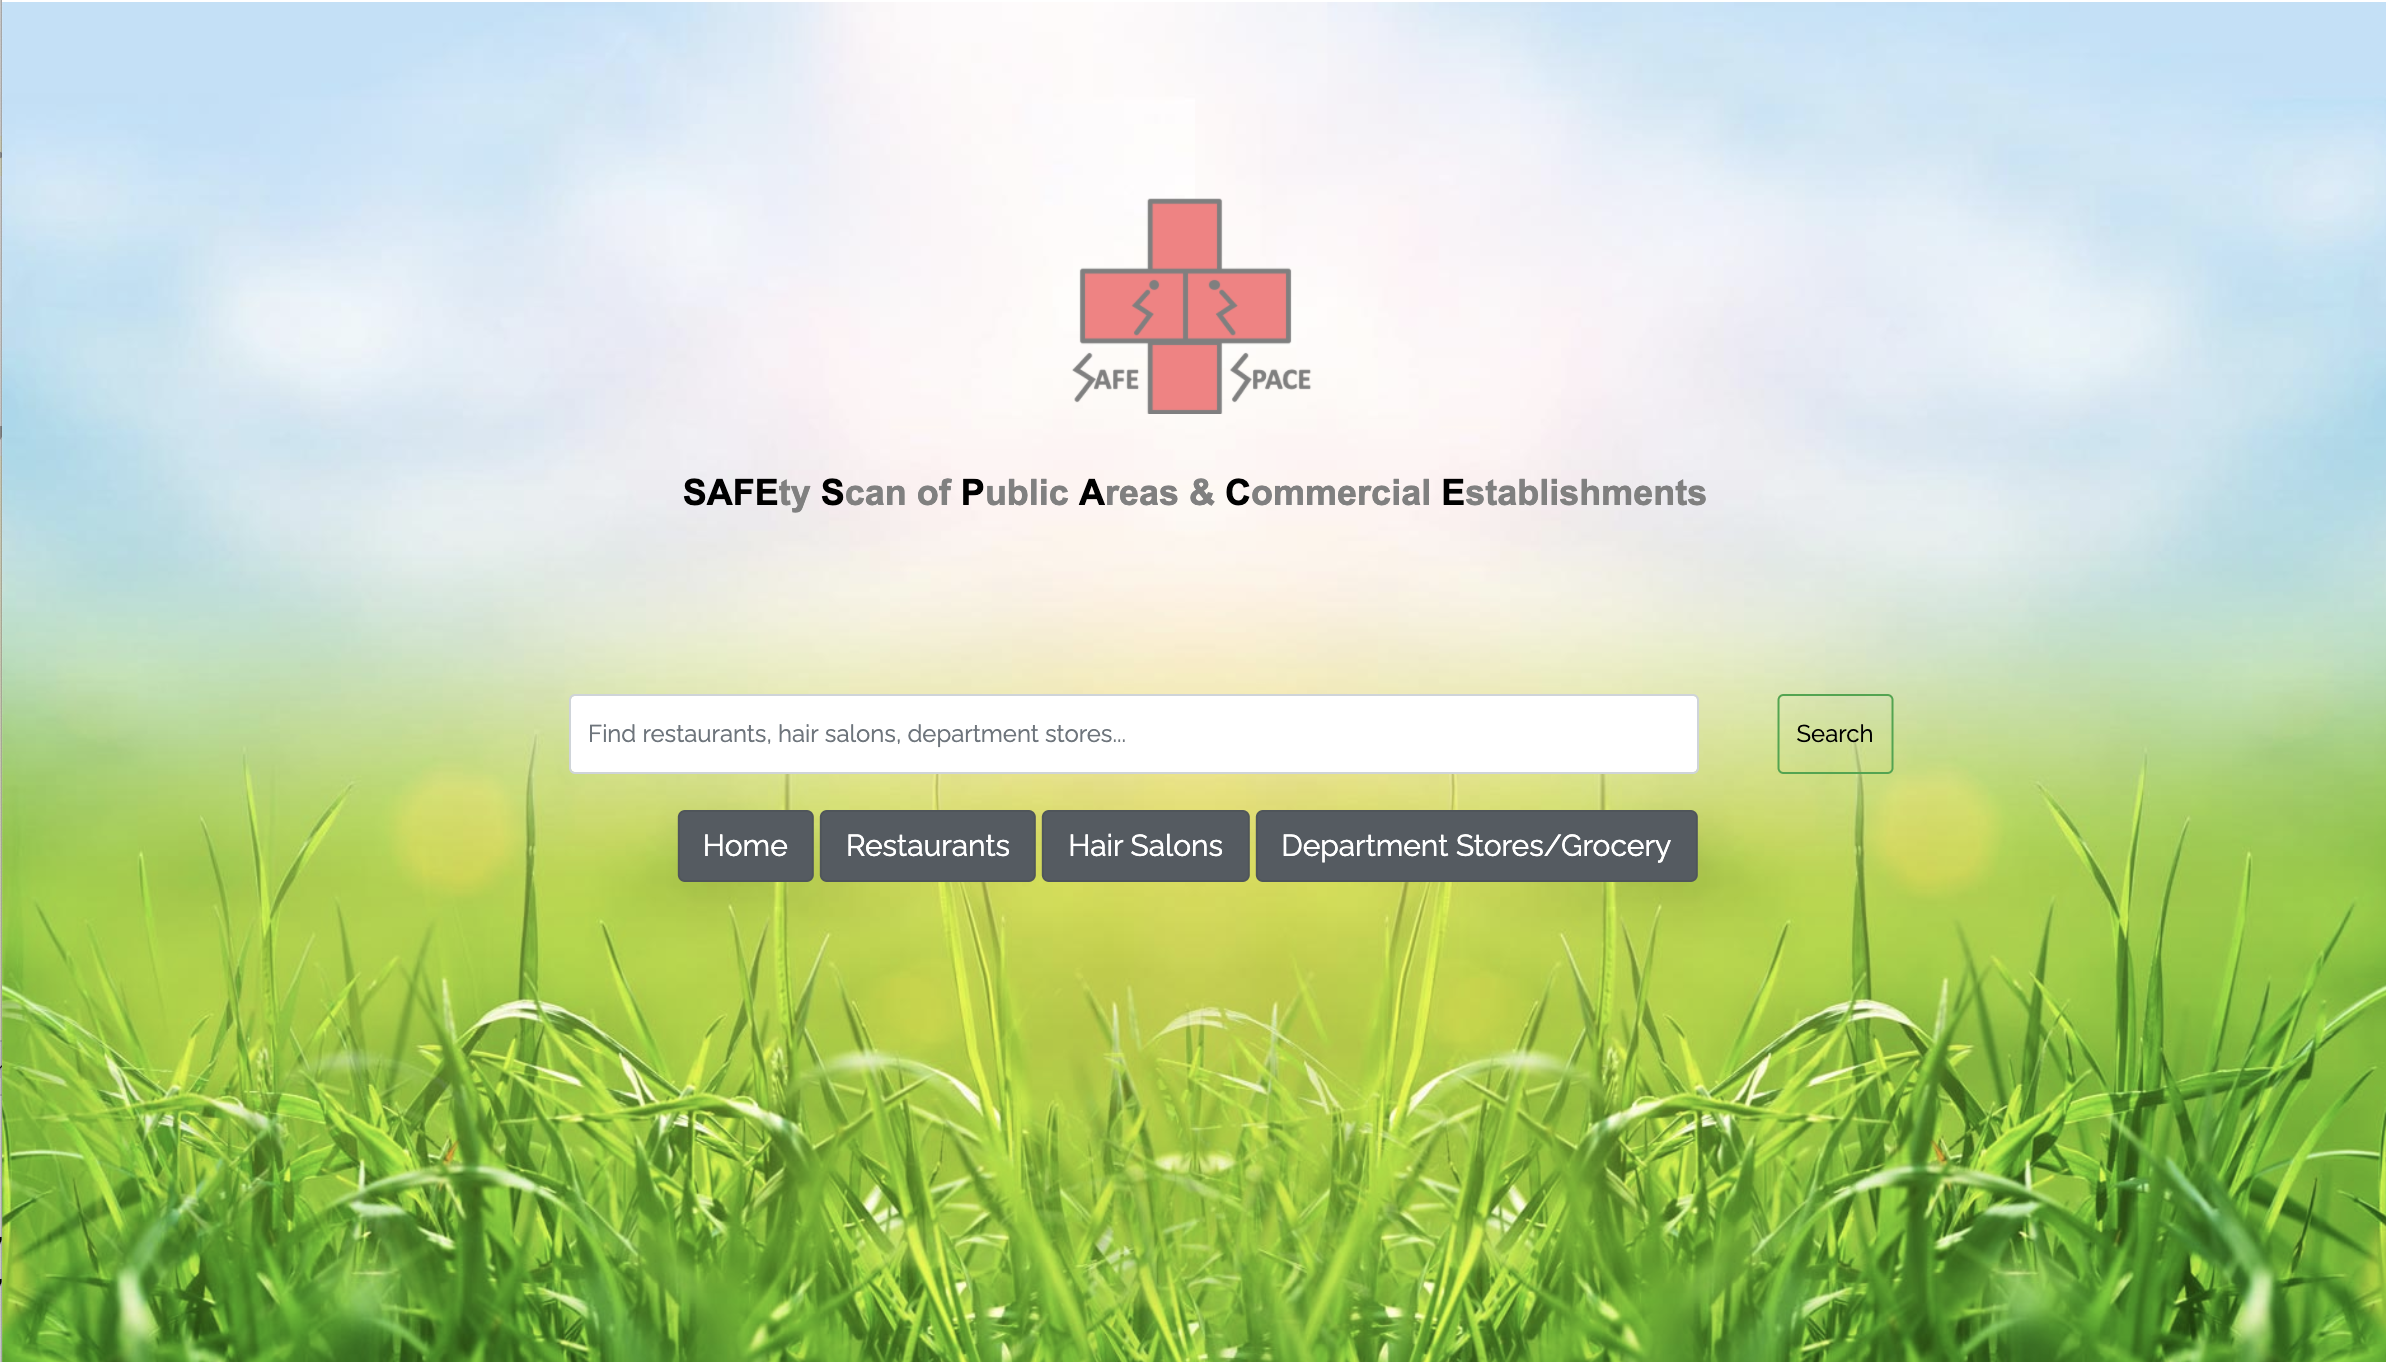 SAFE SPACE
SAFEty Scan of Public Areas & Commercial Establishments
Find restaurants, hair salons, department stores...
Search
Home
Restaurants
Hair Salons
Department Stores/Grocery